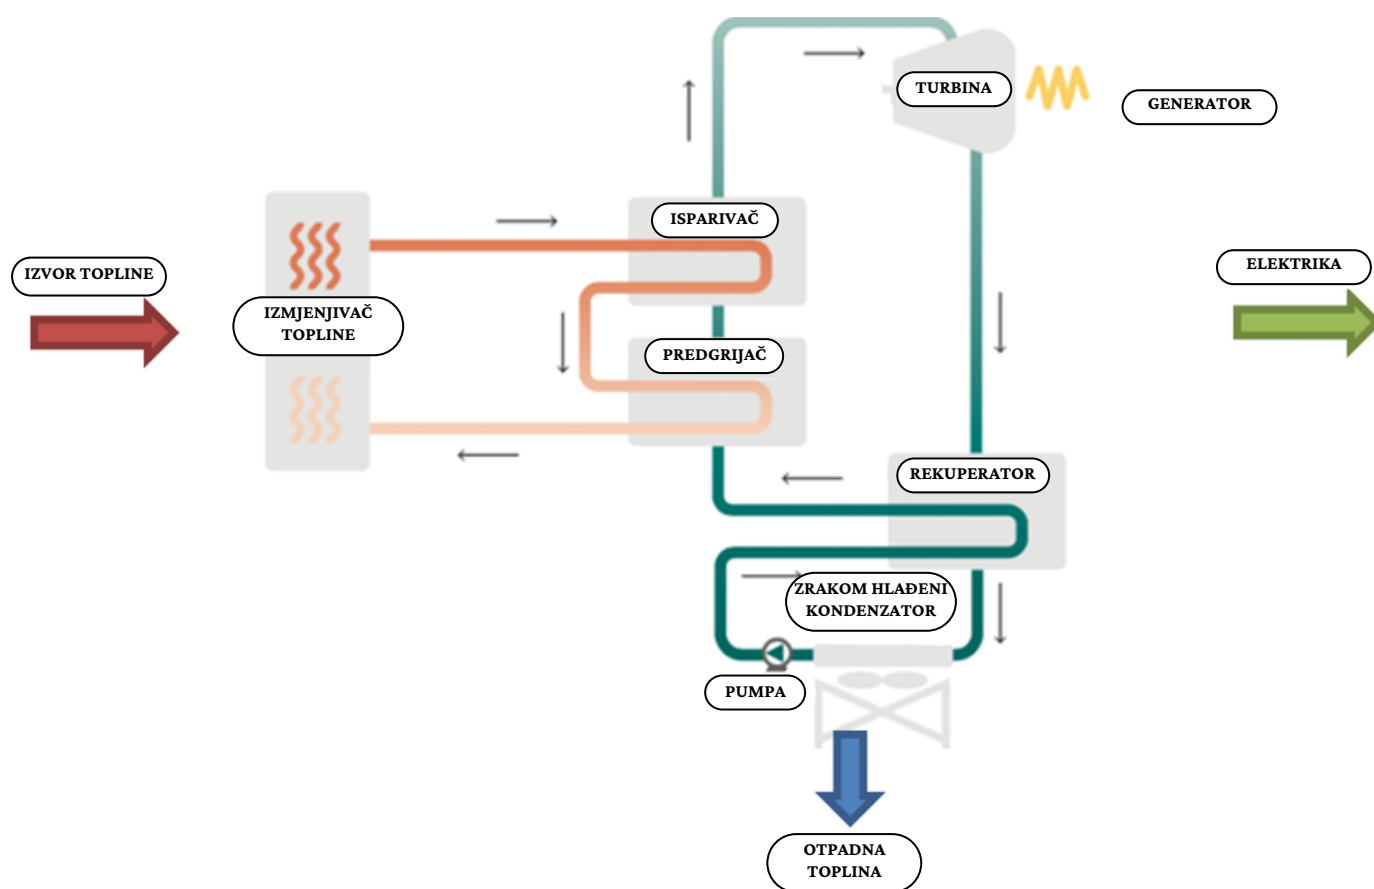 TURBINA
GENERATOR
ISPARIVAČ
IZVOR TOPLINE
ELEKTRIKA
IZMJENJIVAČ
TOPLINE
PREDGRIJAČ
REKUPERATOR
ZRAKOM HLAĐENI
KONDENZATOR
PUMPA
OTPADNA
TOPLINA